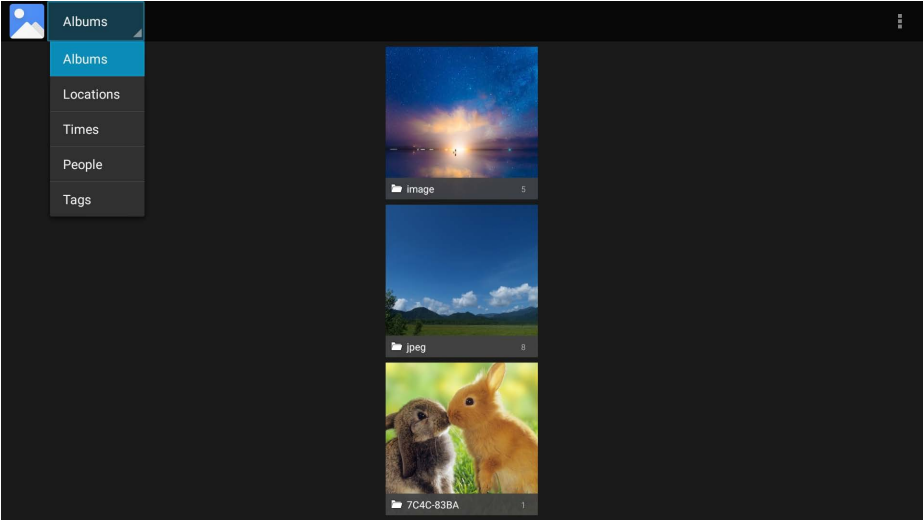 Albums
Albums
Locations
Times
People
Tags
image 5
jpeg 8
7C4C-83BA 1